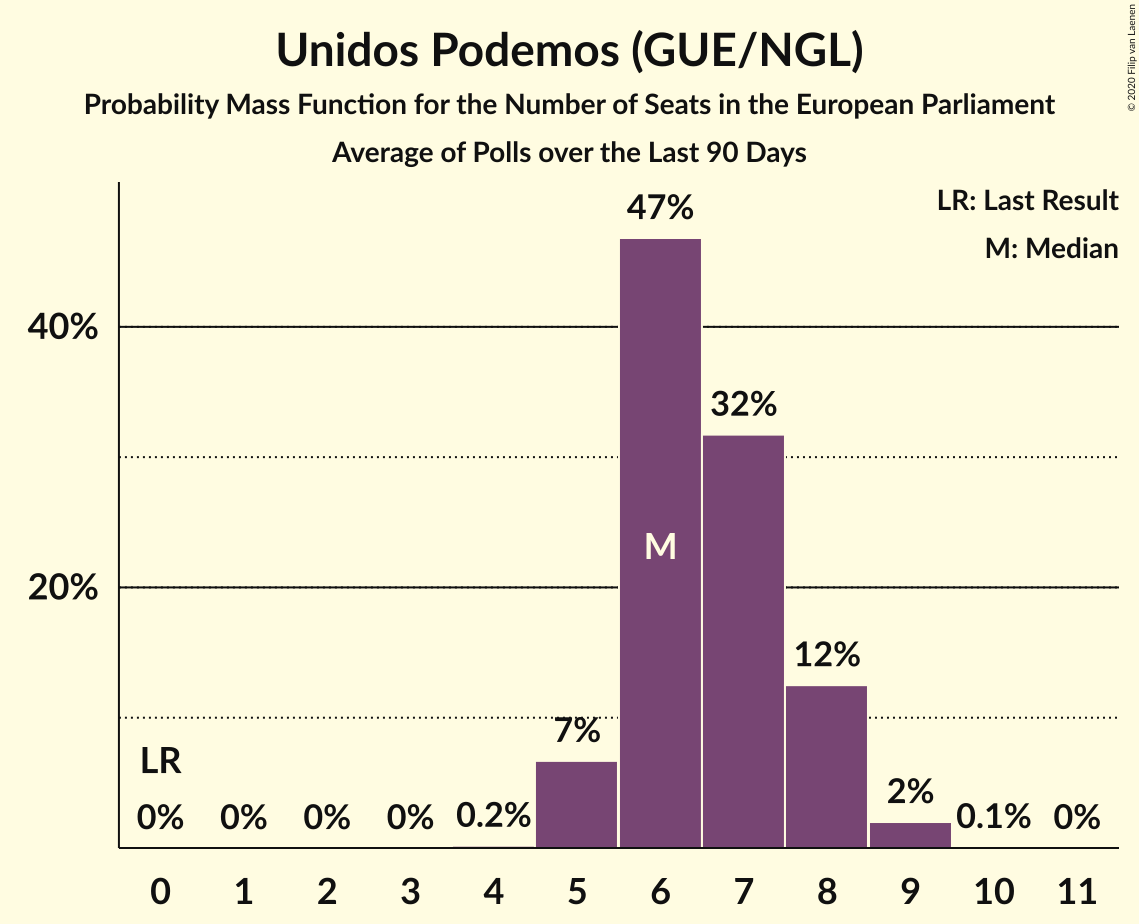 Unidos Podemos (GUE/NGL)
Probability Mass Function for the Number of Seats in the European Parliament
Average of Polls over the Last 90 Days
© 2020 Filip van Laenen
LR: Last Result
M: Median
47%
40%
32%
M
20%
12%
7%
LR
2%
0% 0% 0% 0% 0.2% 0.1% 0%
0 1 2 3 4 5 6 7 8 9 10 11